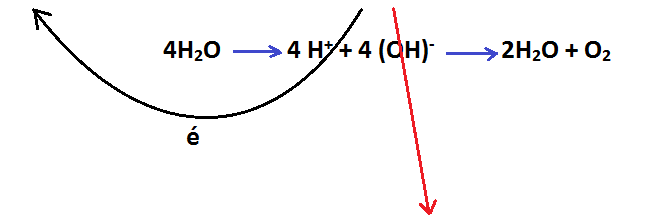 4H₂O → 4 H⁺ + 4 (OH)⁻ → 2H₂O + O₂
é